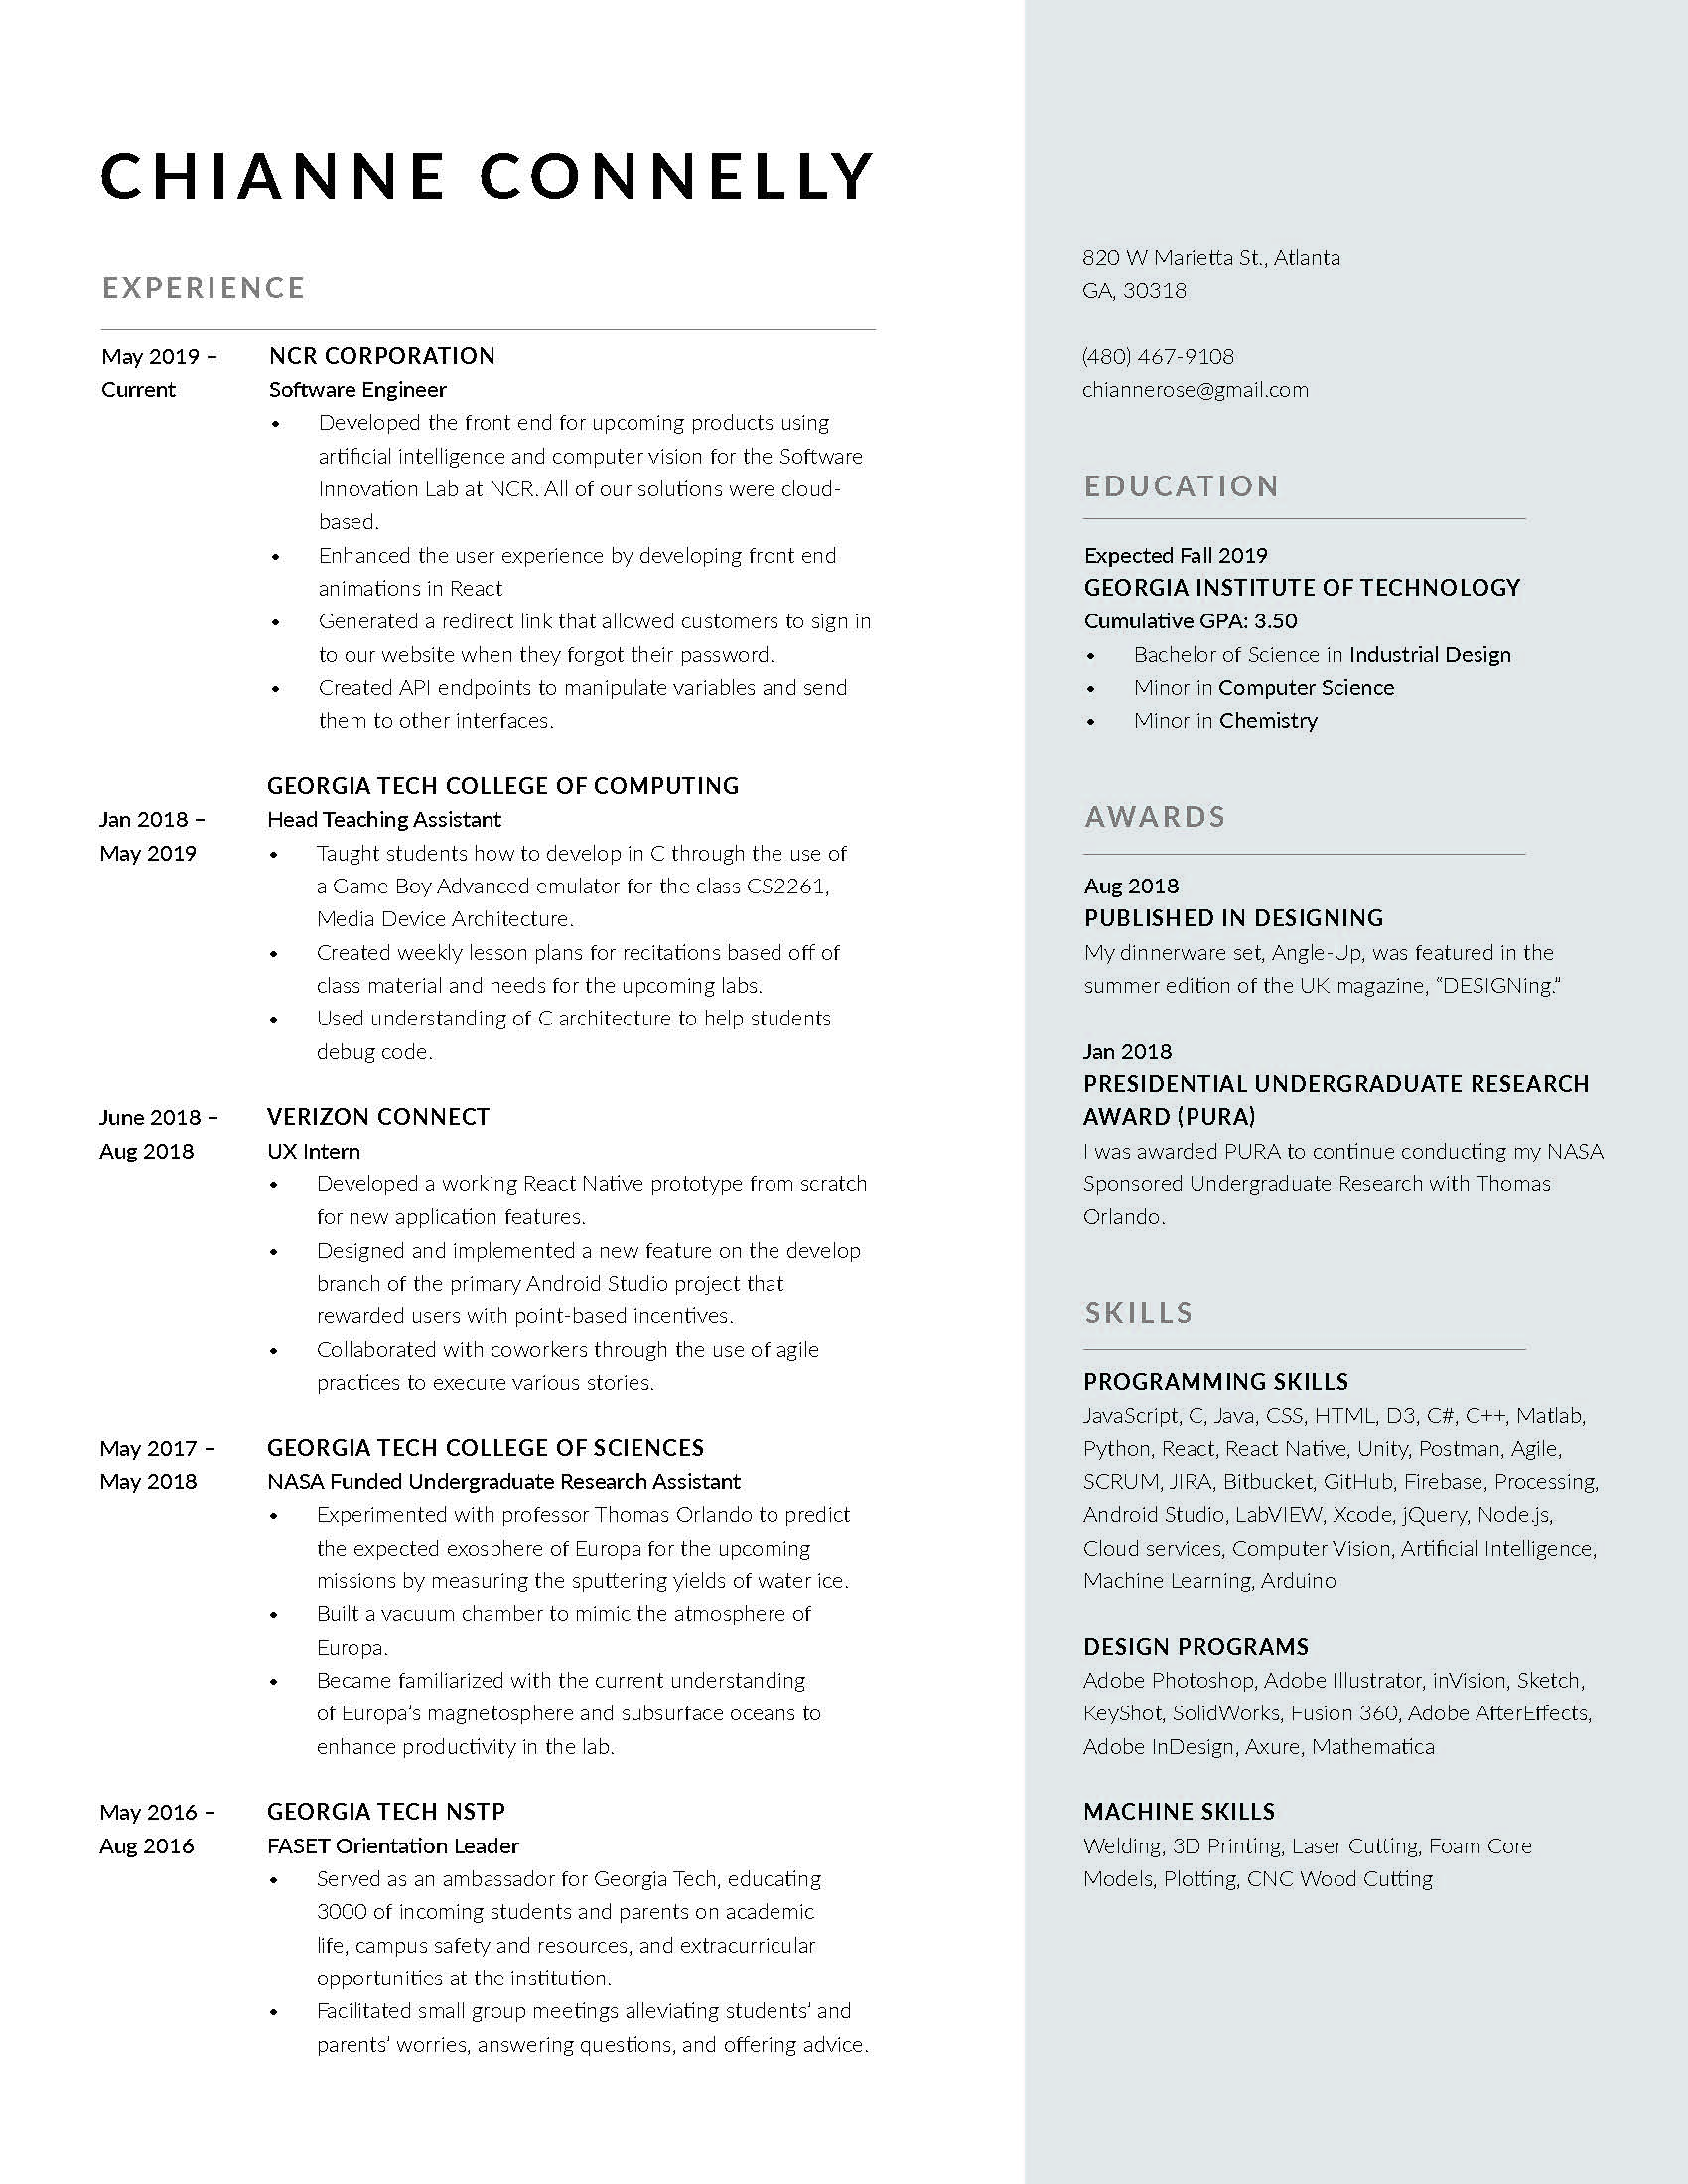 CHIANNE CONNELLY
EXPERIENCE
May 2019 –
Current
NCR CORPORATION
Software Engineer
• Developed the front end for upcoming products using
artificial intelligence and computer vision for the Software
Innovation Lab at NCR. All of our solutions were cloud-
based.
• Enhanced the user experience by developing front end
animations in React
• Generated a redirect link that allowed customers to sign in
to our website when they forgot their password.
• Created API endpoints to manipulate variables and send
them to other interfaces.
GEORGIA TECH COLLEGE OF COMPUTING
Jan 2018 –
May 2019
Head Teaching Assistant
• Taught students how to develop in C through the use of
a Game Boy Advanced emulator for the class CS2261,
Media Device Architecture.
• Created weekly lesson plans for recitations based off of
class material and needs for the upcoming labs.
• Used understanding of C architecture to help students
debug code.
June 2018 –
Aug 2018
VERIZON CONNECT
UX Intern
• Developed a working React Native prototype from scratch
for new application features.
• Designed and implemented a new feature on the develop
branch of the primary Android Studio project that
rewarded users with point-based incentives.
• Collaborated with coworkers through the use of agile
practices to execute various stories.
May 2017 –
May 2018
GEORGIA TECH COLLEGE OF SCIENCES
NASA Funded Undergraduate Research Assistant
• Experimented with professor Thomas Orlando to predict
the expected exosphere of Europa for the upcoming
missions by measuring the sputtering yields of water ice.
• Built a vacuum chamber to mimic the atmosphere of
Europa.
• Became familiarized with the current understanding
of Europa's magnetosphere and subsurface oceans to
enhance productivity in the lab.
May 2016 –
Aug 2016
GEORGIA TECH NSTP
FASET Orientation Leader
• Served as an ambassador for Georgia Tech, educating
3000 of incoming students and parents on academic
life, campus safety and resources, and extracurricular
opportunities at the institution.
• Facilitated small group meetings alleviating students' and
parents' worries, answering questions, and offering advice.
820 W Marietta St., Atlanta
GA, 30318
(480) 467-9108
chiannerose@gmail.com
EDUCATION
Expected Fall 2019
GEORGIA INSTITUTE OF TECHNOLOGY
Cumulative GPA: 3.50
• Bachelor of Science in Industrial Design
• Minor in Computer Science
• Minor in Chemistry
AWARDS
Aug 2018
PUBLISHED IN DESIGNING
My dinnerware set, Angle-Up, was featured in the
summer edition of the UK magazine, “DESIGNing.”
Jan 2018
PRESIDENTIAL UNDERGRADUATE RESEARCH
AWARD (PURA)
I was awarded PURA to continue conducting my NASA
Sponsored Undergraduate Research with Thomas
Orlando.
SKILLS
PROGRAMMING SKILLS
JavaScript, C, Java, CSS, HTML, D3, C#, C++, Matlab,
Python, React, React Native, Unity, Postman, Agile,
SCRUM, JIRA, Bitbucket, GitHub, Firebase, Processing,
Android Studio, LabVIEW, Xcode, jQuery, Node.js,
Cloud services, Computer Vision, Artificial Intelligence,
Machine Learning, Arduino
DESIGN PROGRAMS
Adobe Photoshop, Adobe Illustrator, inVision, Sketch,
KeyShot, SolidWorks, Fusion 360, Adobe AfterEffects,
Adobe InDesign, Axure, Mathematica
MACHINE SKILLS
Welding, 3D Printing, Laser Cutting, Foam Core
Models, Plotting, CNC Wood Cutting